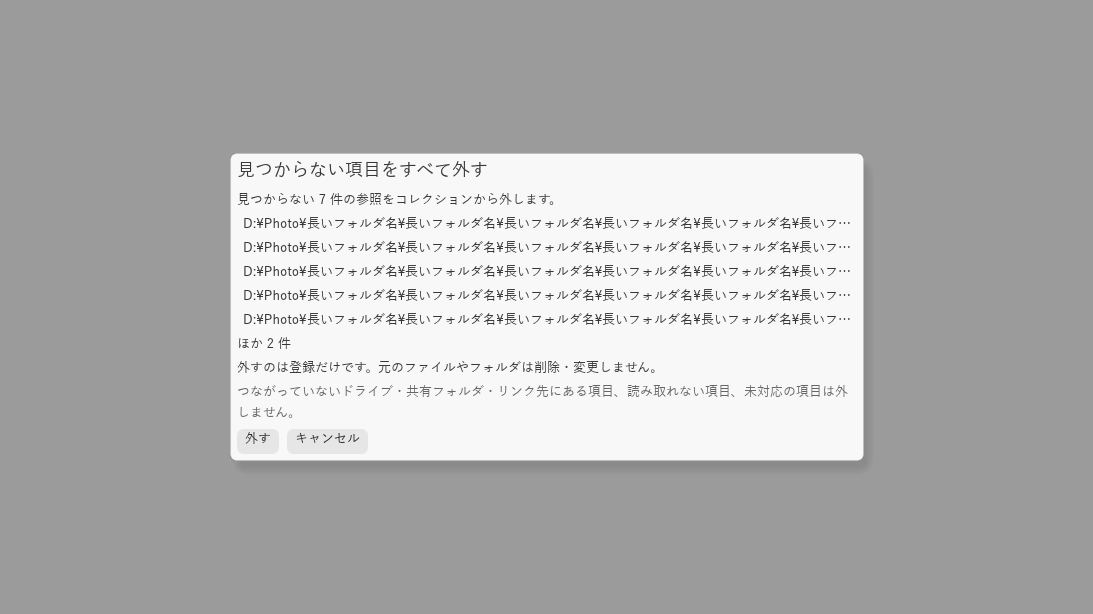 見つからない項目をすべて外す
見つからない 7 件の参照をコレクションから外します。
D:¥Photo¥長いフォルダ名¥長いフォルダ名¥長いフォルダ名¥長いフォルダ名¥長いフォルダ名¥長いフ…
D:¥Photo¥長いフォルダ名¥長いフォルダ名¥長いフォルダ名¥長いフォルダ名¥長いフォルダ名¥長いフ…
D:¥Photo¥長いフォルダ名¥長いフォルダ名¥長いフォルダ名¥長いフォルダ名¥長いフォルダ名¥長いフ…
D:¥Photo¥長いフォルダ名¥長いフォルダ名¥長いフォルダ名¥長いフォルダ名¥長いフォルダ名¥長いフ…
D:¥Photo¥長いフォルダ名¥長いフォルダ名¥長いフォルダ名¥長いフォルダ名¥長いフォルダ名¥長いフ…
ほか 2 件
外すのは登録だけです。元のファイルやフォルダは削除・変更しません。
つながっていないドライブ・共有フォルダ・リンク先にある項目、読み取れない項目、未対応の項目は外
しません。
外す
キャンセル